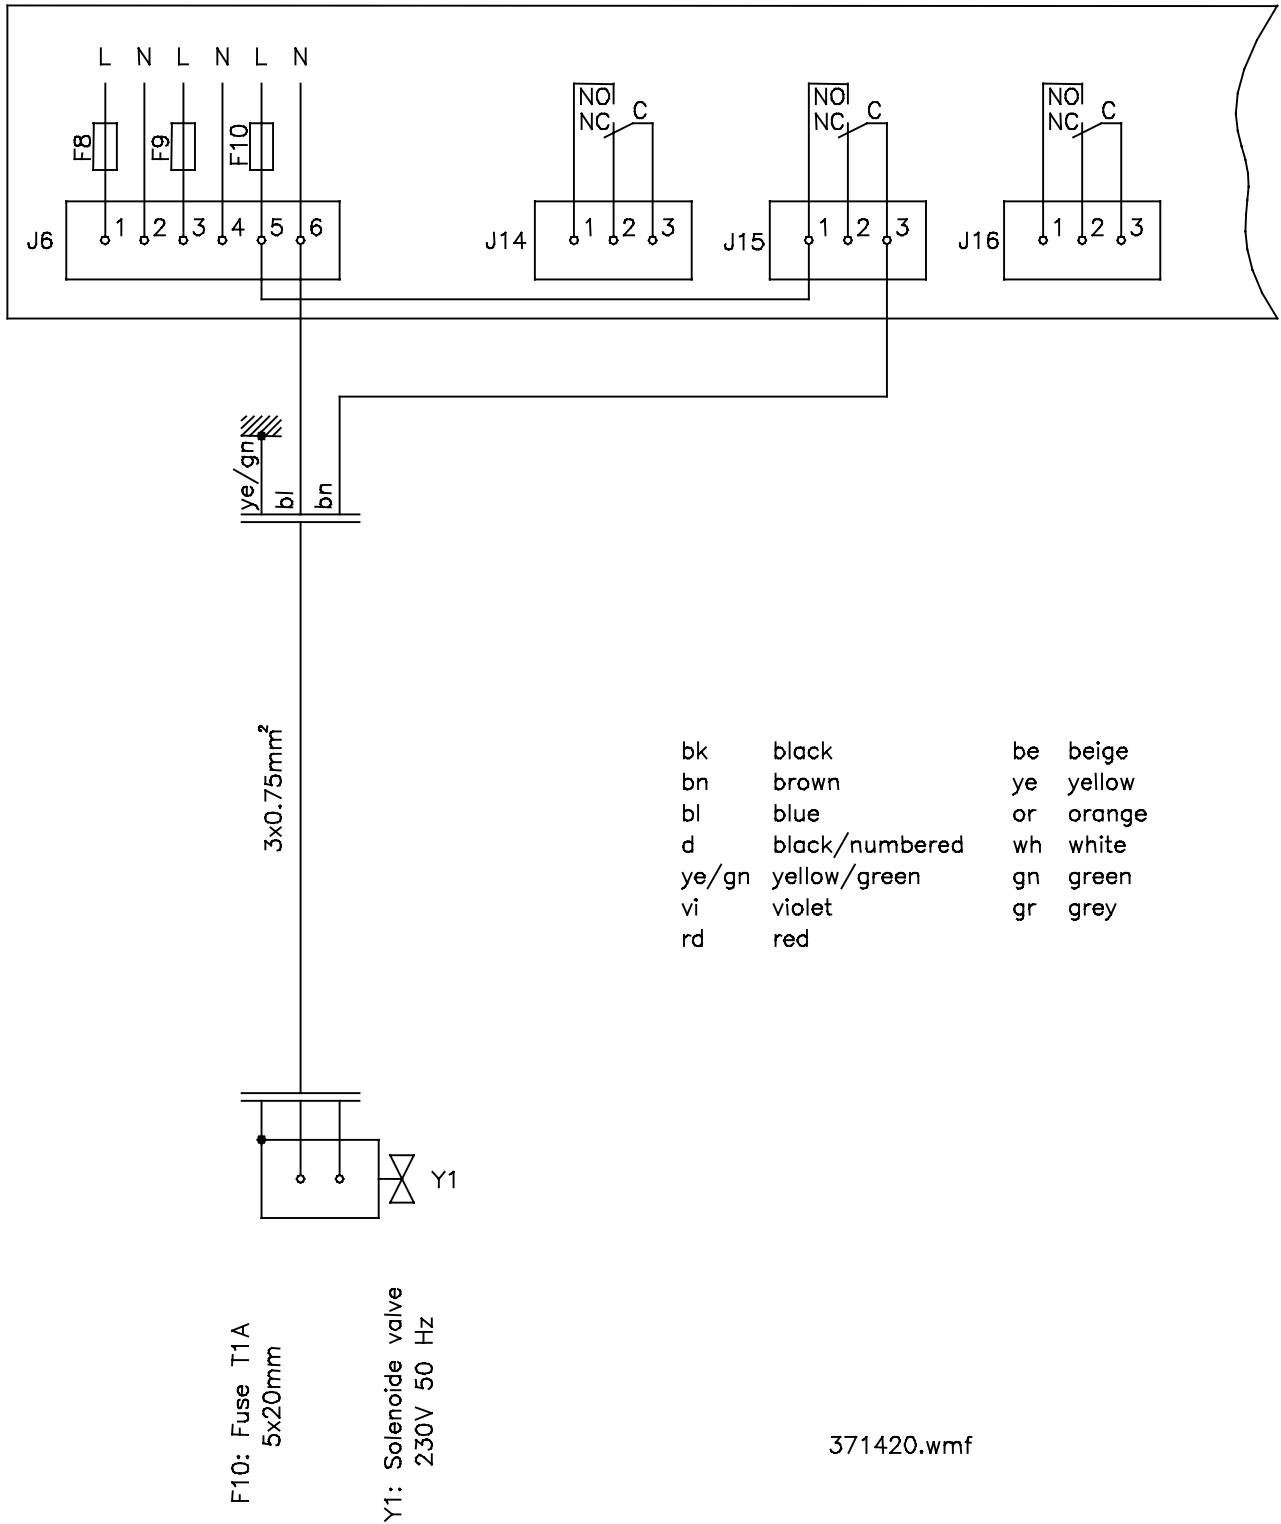 L N L N L N
F8 F9 F10
NO C NO C NO C
NC NC NC
J6 1 2 3 4 5 6
J14 1 2 3
J15 1 2 3
J16 1 2 3
ye/gn
bl
bn
3x0.75mm²
bk black be beige
bn brown ye yellow
bl blue or orange
d black/numbered wh white
ye/gn yellow/green gn green
vi violet gr grey
rd red
Y1
F10: Fuse T1A
5x20mm
Y1: Solenoide valve
230V 50 Hz
371420.wmf